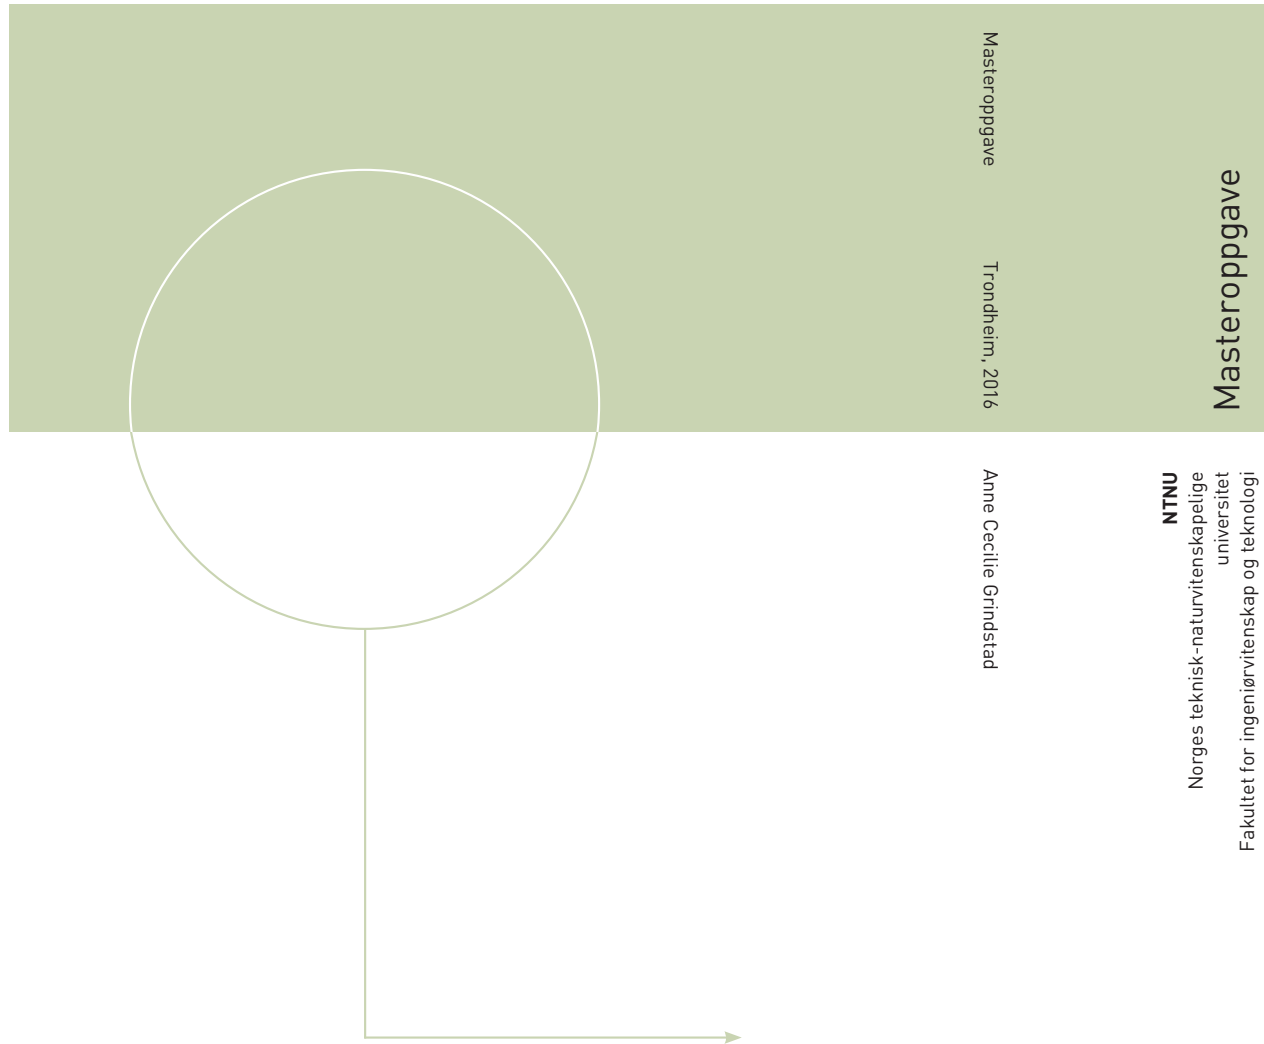 Masteroppgave
Trondheim, 2016
Anne Cecilie Grindstad
Masteroppgave
NTNU
Norges teknisk-naturvitenskapelige
universitet
Fakultet for ingeniørvitenskap og teknologi